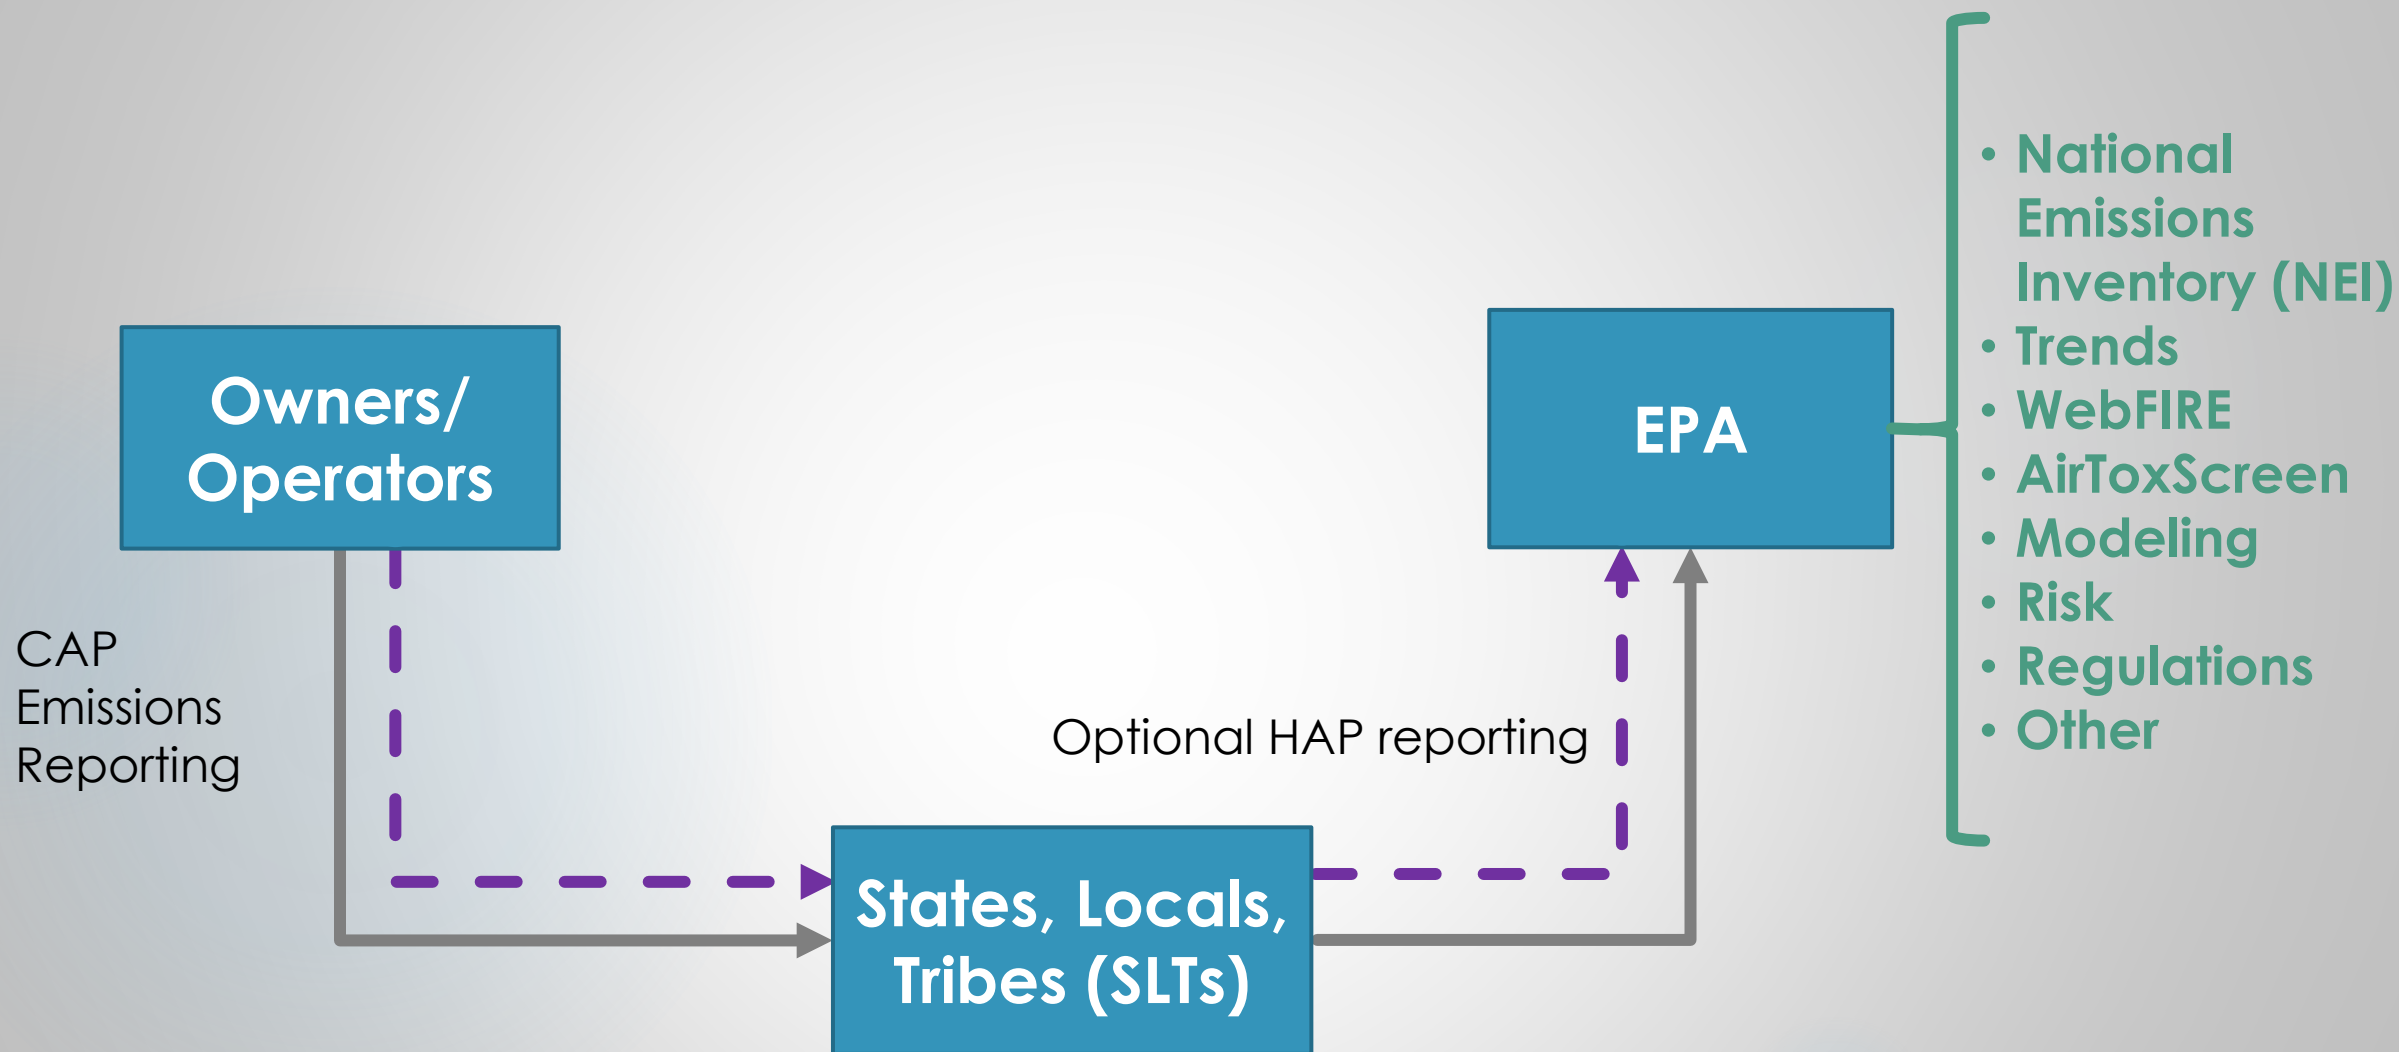 Owners/
Operators
CAP
Emissions
Reporting
States, Locals,
Tribes (SLTs)
Optional HAP reporting
EPA
• National
Emissions
Inventory (NEI)
• Trends
• WebFIRE
• AirToxScreen
• Modeling
• Risk
• Regulations
• Other